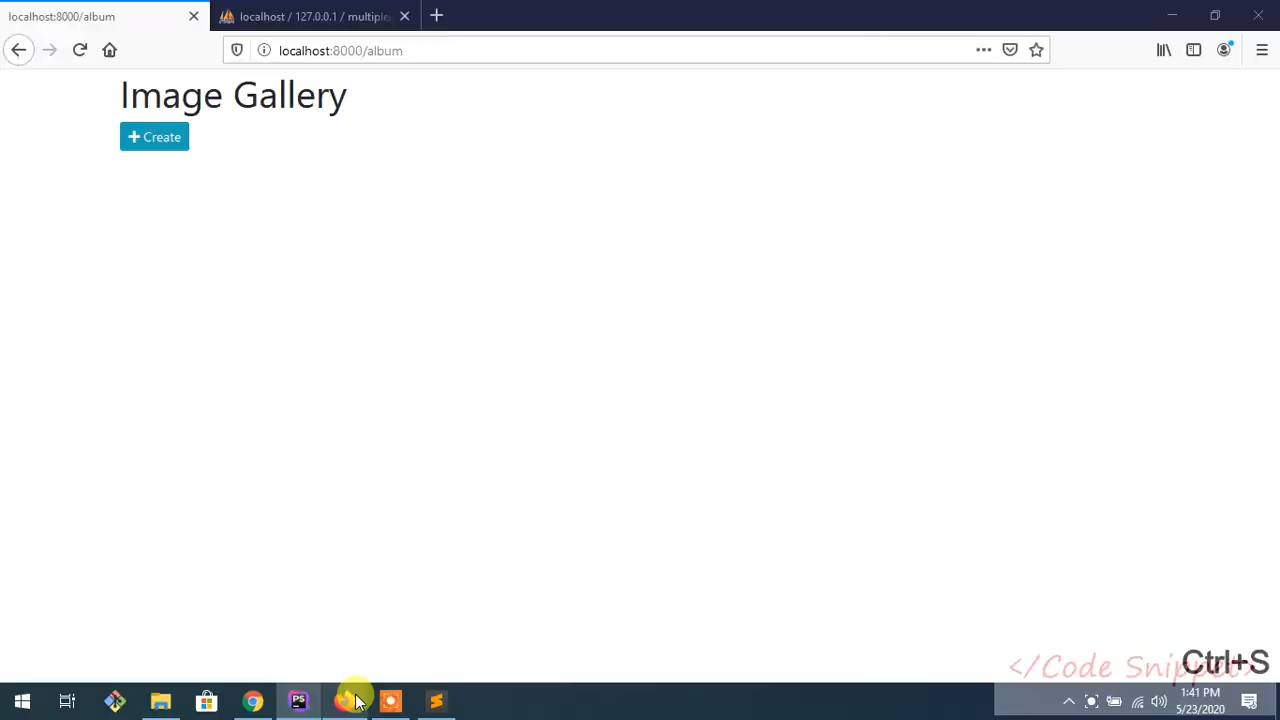 localhost:8000/album
localhost / 127.0.0.1 / multiple
localhost:8000/album
Image Gallery
Create
</Code Snippet>
Ctrl+S
PS
1:41 PM
5/23/2020